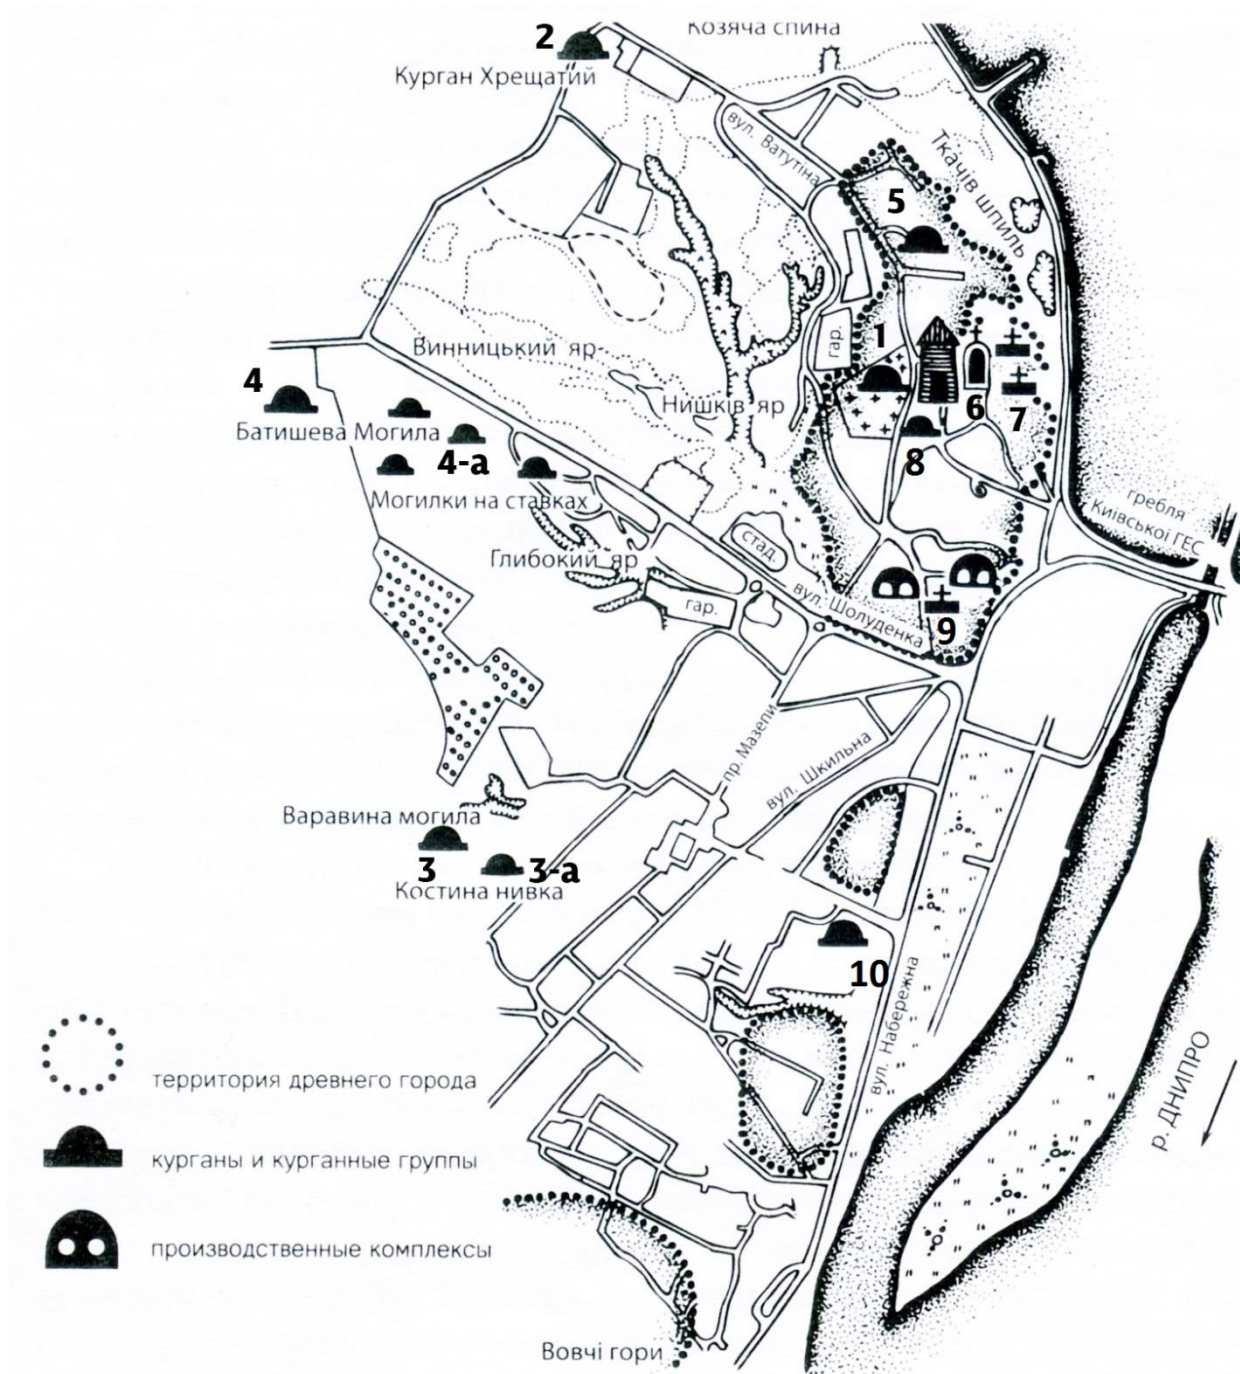 Козяча спина
2
Курган Хрещатий
вул. Ватутіна
Ткачів шпиль
5
1
гар.
Винницький яр
4
Нишків яр
6
7
Батишева Могила
4-а
8
Могилки на ставках
гребля
Київської ГЕС
стад.
Глибокий яр
вул. Шолуденка
гар.
9
пр. Мазепи
вул. Шкильна
Варавина могила
3
3-а
Костина нивка
10
вул. Набережна
р. ДНИПРО
территория древнего города
курганы и курганные группы
производственные комплексы
Вовчі гори